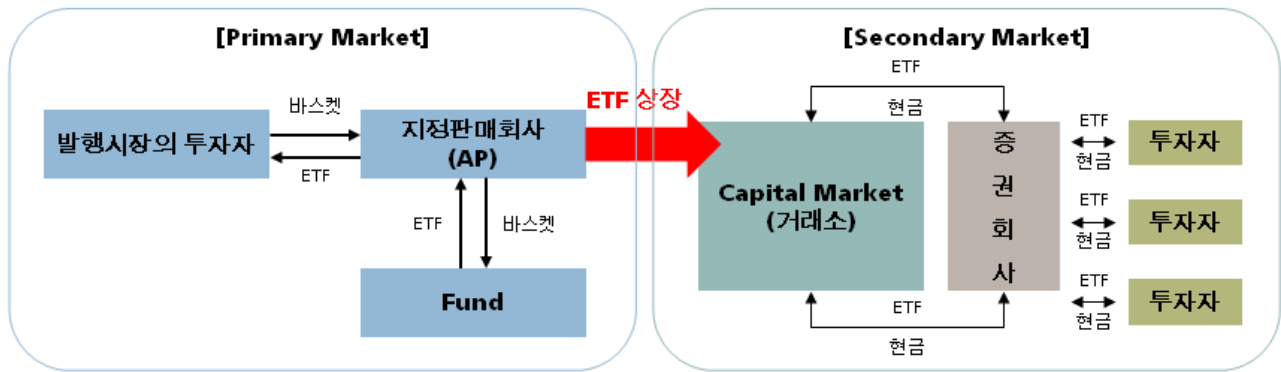 [Primary Market]
바스켓
발행시장의 투자자
지정판매회사
(AP)
ETF
ETF
바스켓
Fund
ETF 상장
[Secondary Market]
ETF
현금
Capital Market
(거래소)
증
권
회
사
ETF
현금
ETF
현금
투자자
ETF
현금
투자자
ETF
현금
투자자